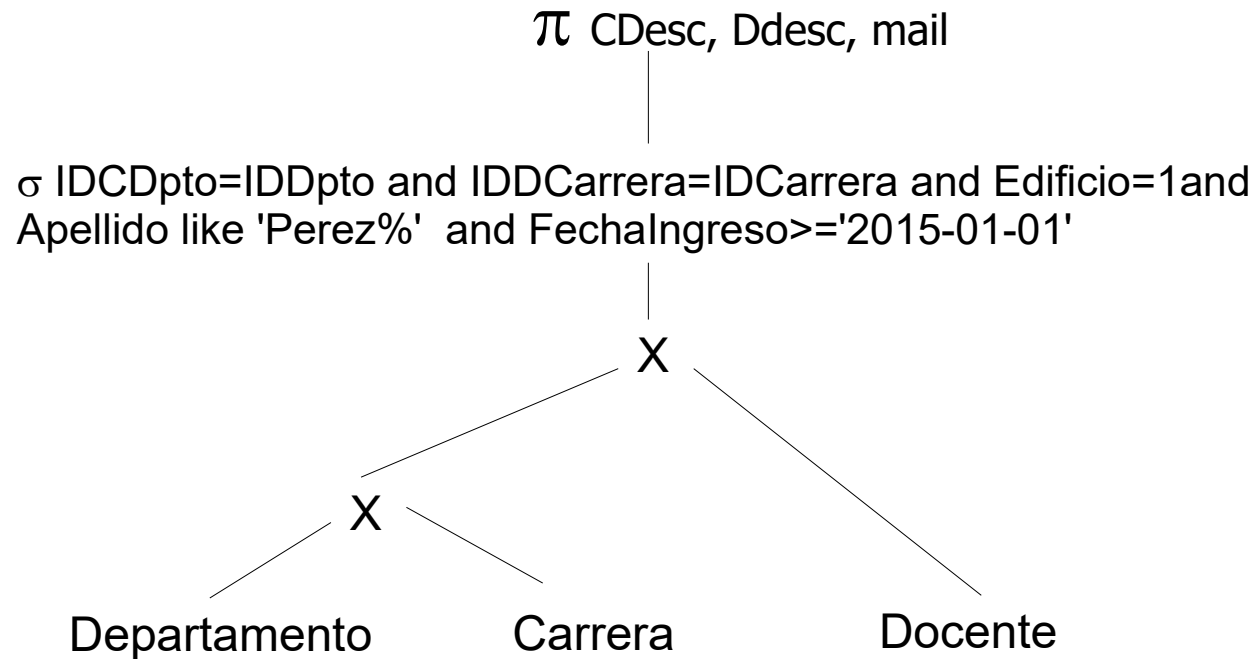 π CDesc, Ddesc, mail
σ IDCDpto=IDDpto and IDDCarrera=IDCarrera and Edificio=1and
Apellido like 'Perez%' and FechaIngreso>='2015-01-01'
X
X
Departamento Carrera Docente